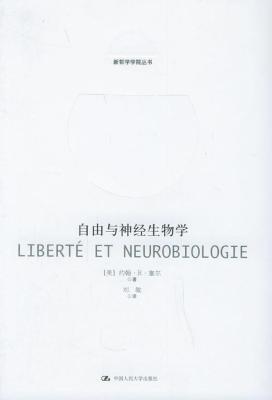 新哲学学院丛书
自由与神经生物学
LIBERTÉ ET NEUROBIOLOGIE
[美] 约翰·R·塞尔
◎著
刘 敏
◎译
中国人民大学出版社